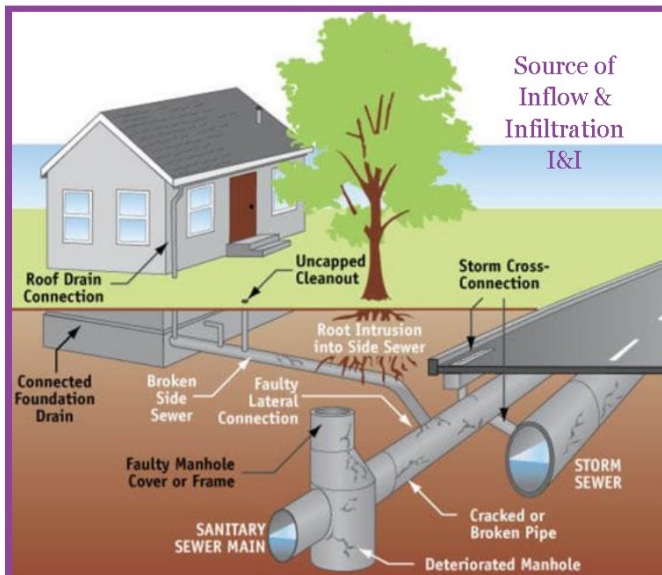 Source of
Inflow &
Infiltration
I&I
Roof Drain
Connection
Uncapped
Cleanout
Storm Cross-
Connection
Root Intrusion
into Side Sewer
Connected
Foundation
Drain
Broken
Side
Sewer
Faulty
Lateral
Connection
Faulty Manhole
Cover or Frame
STORM
SEWER
SANITARY
SEWER MAIN
Cracked or
Broken Pipe
Deteriorated Manhole